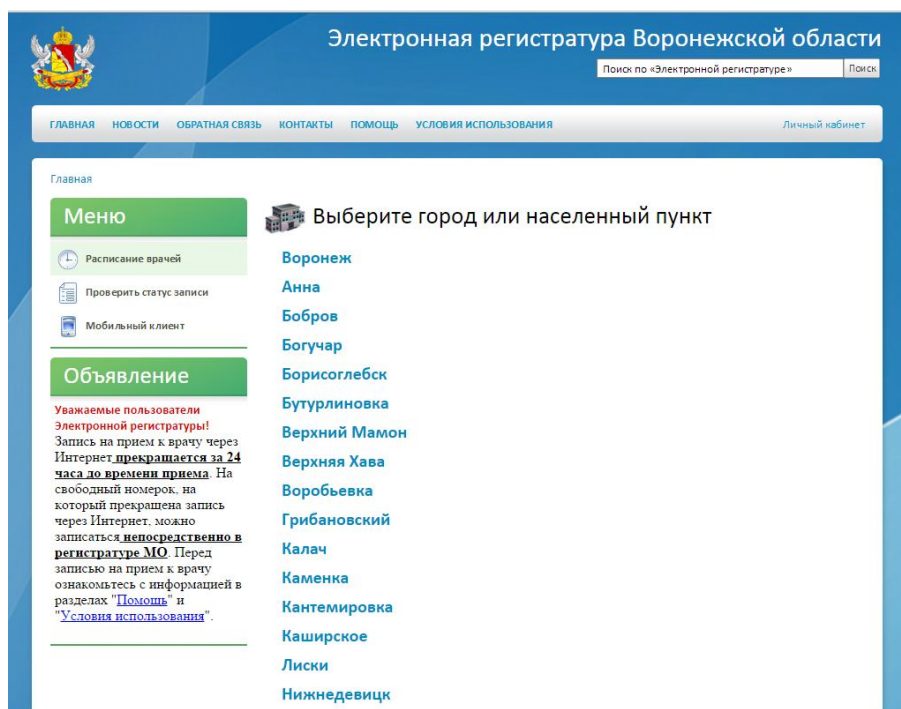 Электронная регистратура Воронежской области
Поиск по «Электронной регистратуре» Поиск
ГЛАВНАЯ НОВОСТИ ОБРАТНАЯ СВЯЗЬ КОНТАКТЫ ПОМОЩЬ УСЛОВИЯ ИСПОЛЬЗОВАНИЯ Личный кабинет
Главная
Меню
Расписание врачей
Проверить статус записи
Мобильный клиент
Объявление
Уважаемые пользователи
Электронной регистратуры!
Запись на прием к врачу через
Интернет прекращается за 24
часа до времени приема. На
свободный номерок, на
который прекращена запись
через Интернет, можно
записаться непосредственно в
регистратуре МО. Перед
записью на прием к врачу
ознакомьтесь с информацией в
разделах "Помощь" и
"Условия использования".
Выберите город или населенный пункт
Воронеж
Анна
Бобров
Богучар
Борисоглебск
Бутурлиновка
Верхний Мамон
Верхняя Хава
Воробьевка
Грибановский
Калач
Каменка
Кантемировка
Каширское
Лиски
Нижнедевицк